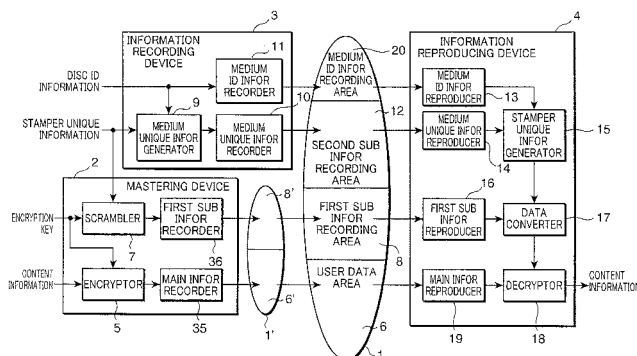 3
4
INFORMATION
RECORDING
DEVICE
11
20
INFORMATION
REPRODUCING DEVICE
MEDIUM
ID INFOR
RECORDER
MEDIUM
ID INFOR
RECORDING
AREA
MEDIUM
ID INFOR
REPRODUCER
DISC ID
INFORMATION
9
10
12
13
STAMPER UNIQUE
INFORMATION
MEDIUM
UNIQUE INFOR
GENERATOR
MEDIUM
UNIQUE INFOR
RECORDER
SECOND SUB
INFOR
RECORDING
AREA
MEDIUM
UNIQUE INFOR
REPRODUCER
14
STAMPER
UNIQUE
INFOR
GENERATOR
15
2
MASTERING DEVICE
8'
16
ENCRYPTION
KEY
SCRAMBLER
7
FIRST SUB
INFOR
RECORDER
36
FIRST SUB
INFOR
RECORDING
AREA
8
FIRST SUB
INFOR
REPRODUCER
DATA
CONVERTER
17
CONTENT
INFORMATION
ENCRYPTOR
5
MAIN INFOR
RECORDER
35
6'
1'
USER DATA
AREA
6
1
MAIN INFOR
REPRODUCER
19
DECRYPTOR
18
CONTENT
INFORMATION